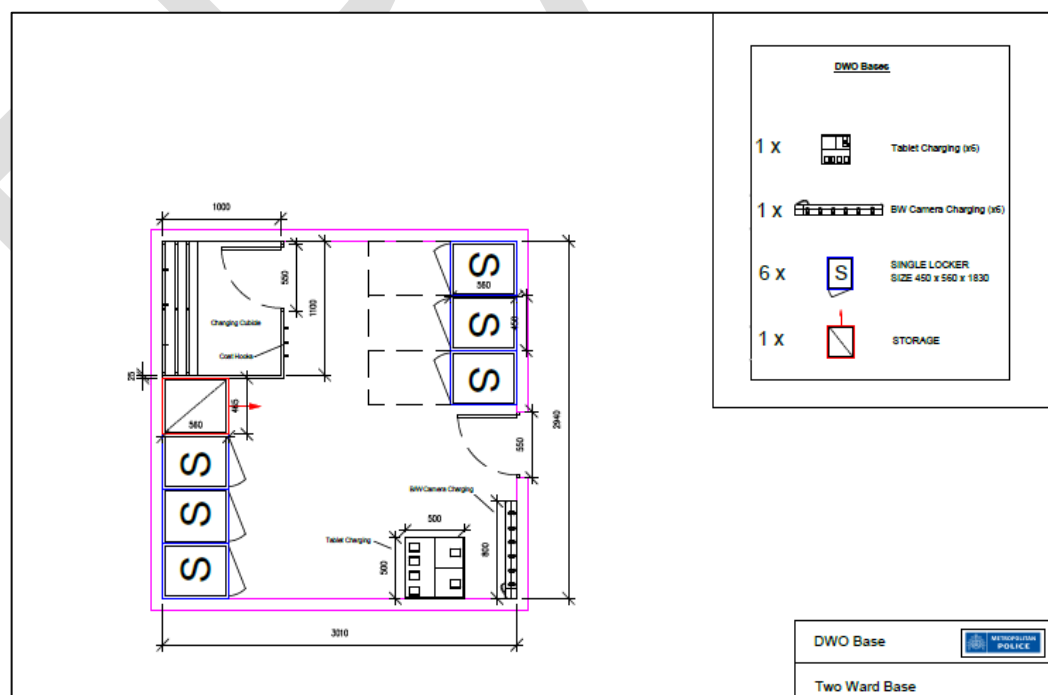 DWO Bases
1 x
Tablet Charging (x6)
1 x
BW Camera Charging (x6)
6 x
S
SINGLE LOCKER
SIZE 450 x 560 x 1830
1 x
STORAGE
1000
550
1100
Changing Cubicle
Coat Hooks
25
465
560
S
S
S
S
560
S
450
S
2940
550
B/W Camera Charging
Tablet Charging
500
500
800
3010
DWO Base
METROPOLITAN
POLICE
Two Ward Base